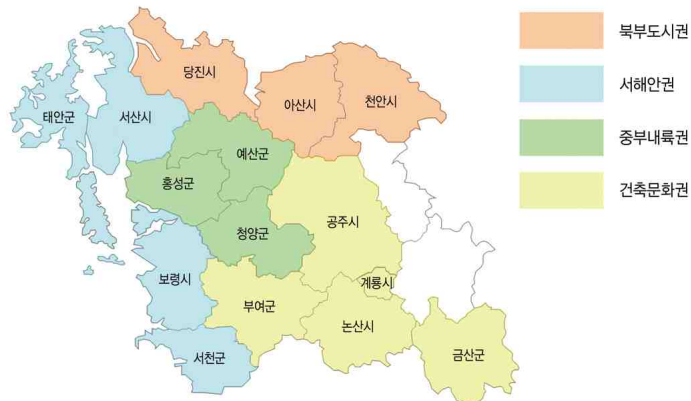 북부도시권
서해안권
중부내륙권
건축문화권
당진시
아산시
천안시
태안군
서산시
예산군
홍성군
청양군
공주시
보령시
계룡시
부여군
논산시
서천군
금산군